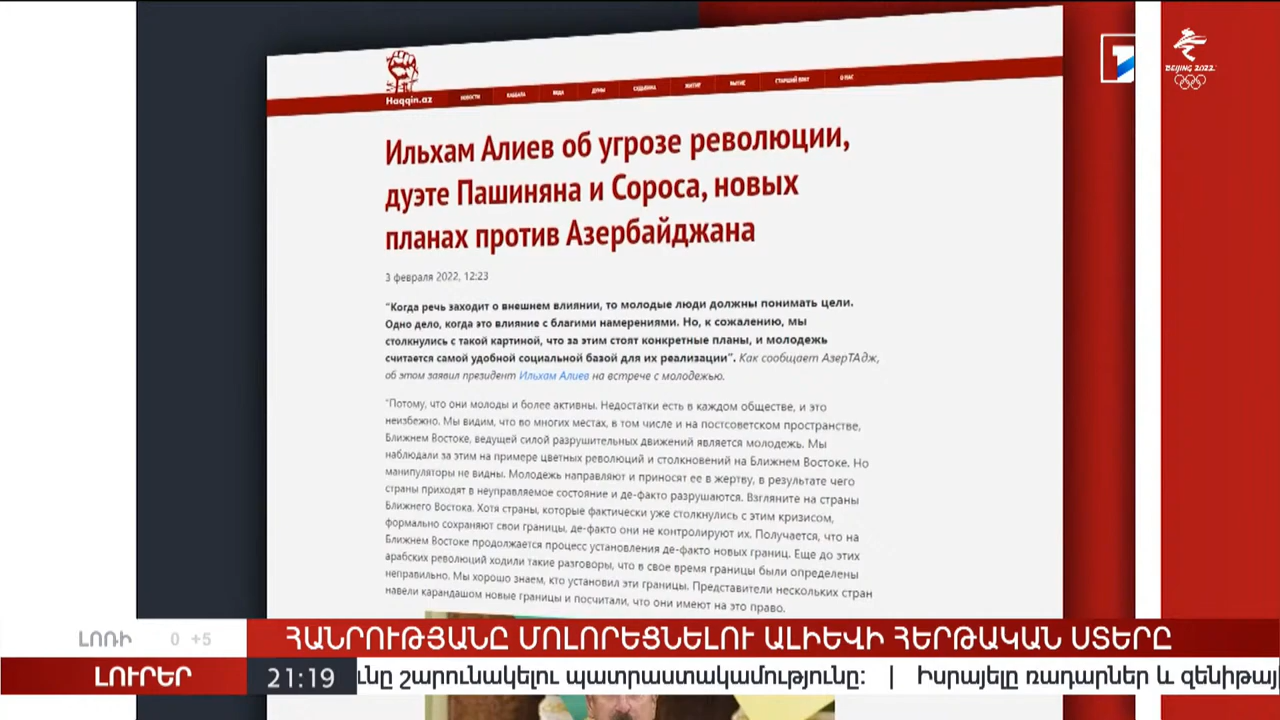 BEIJING 2022
Haqqin.az
НОВОСТИ
КАББАЛА
ВЕДА
ДУМЫ
СУДЬБИНА
ЖИТИЕ
БЫТИЕ
СТАРШИЙ ВНУК
О НАС
Ильхам Алиев об угрозе революции,
дуэте Пашиняна и Сороса, новых
планах против Азербайджана
3 февраля 2022, 12:23
"Когда речь заходит о внешнем влиянии, то молодые люди должны понимать цели.
Одно дело, когда это влияние с благими намерениями. Но, к сожалению, мы
столкнулись с такой картиной, что за этим стоят конкретные планы, и молодежь
считается самой удобной социальной базой для их реализации". Как сообщает АзерТАдж,
об этом заявил президент Ильхам Алиев на встрече с молодежью.
"Потому, что они молоды и более активны. Недостатки есть в каждом обществе, и это
неизбежно. Мы видим, что во многих местах, в том числе и на постсоветском пространстве,
Ближнем Востоке, ведущей силой разрушительных движений является молодежь. Мы
наблюдали за этим на примере цветных революций и столкновений на Ближнем Востоке. Но
манипуляторы не видны. Молодежь направляют и приносят ее в жертву, в результате чего
страны приходят в неуправляемое состояние и де-факто разрушаются. Взгляните на страны
Ближнего Востока. Хотя страны, которые фактически уже столкнулись с этим кризисом,
формально сохраняют свои границы, де-факто они не контролируют их. Получается, что на
Ближнем Востоке продолжается процесс установления де-факто новых границ. Еще до этих
арабских революций ходили такие разговоры, что в свое время границы были определены
неправильно. Мы хорошо знаем, кто установил эти границы. Представители нескольких стран
навели карандашом новые границы и посчитали, что они имеют на это право.
ԼՈՌԻ 0 +5
ՀԱՆՐՈՒԹՅԱՆԸ ՄՈԼՈՐԵՑՆԵԼՈՒ ԱԼԻԵՎԻ ՀԵՐԹԱԿԱՆ ՍՏԵՐԸ
ԼՈՒՐԵՐ 21:19 ւնը շարունակելու պատրաստակամությունը։ | Իսրայելը ռադարներ և զենիթայ